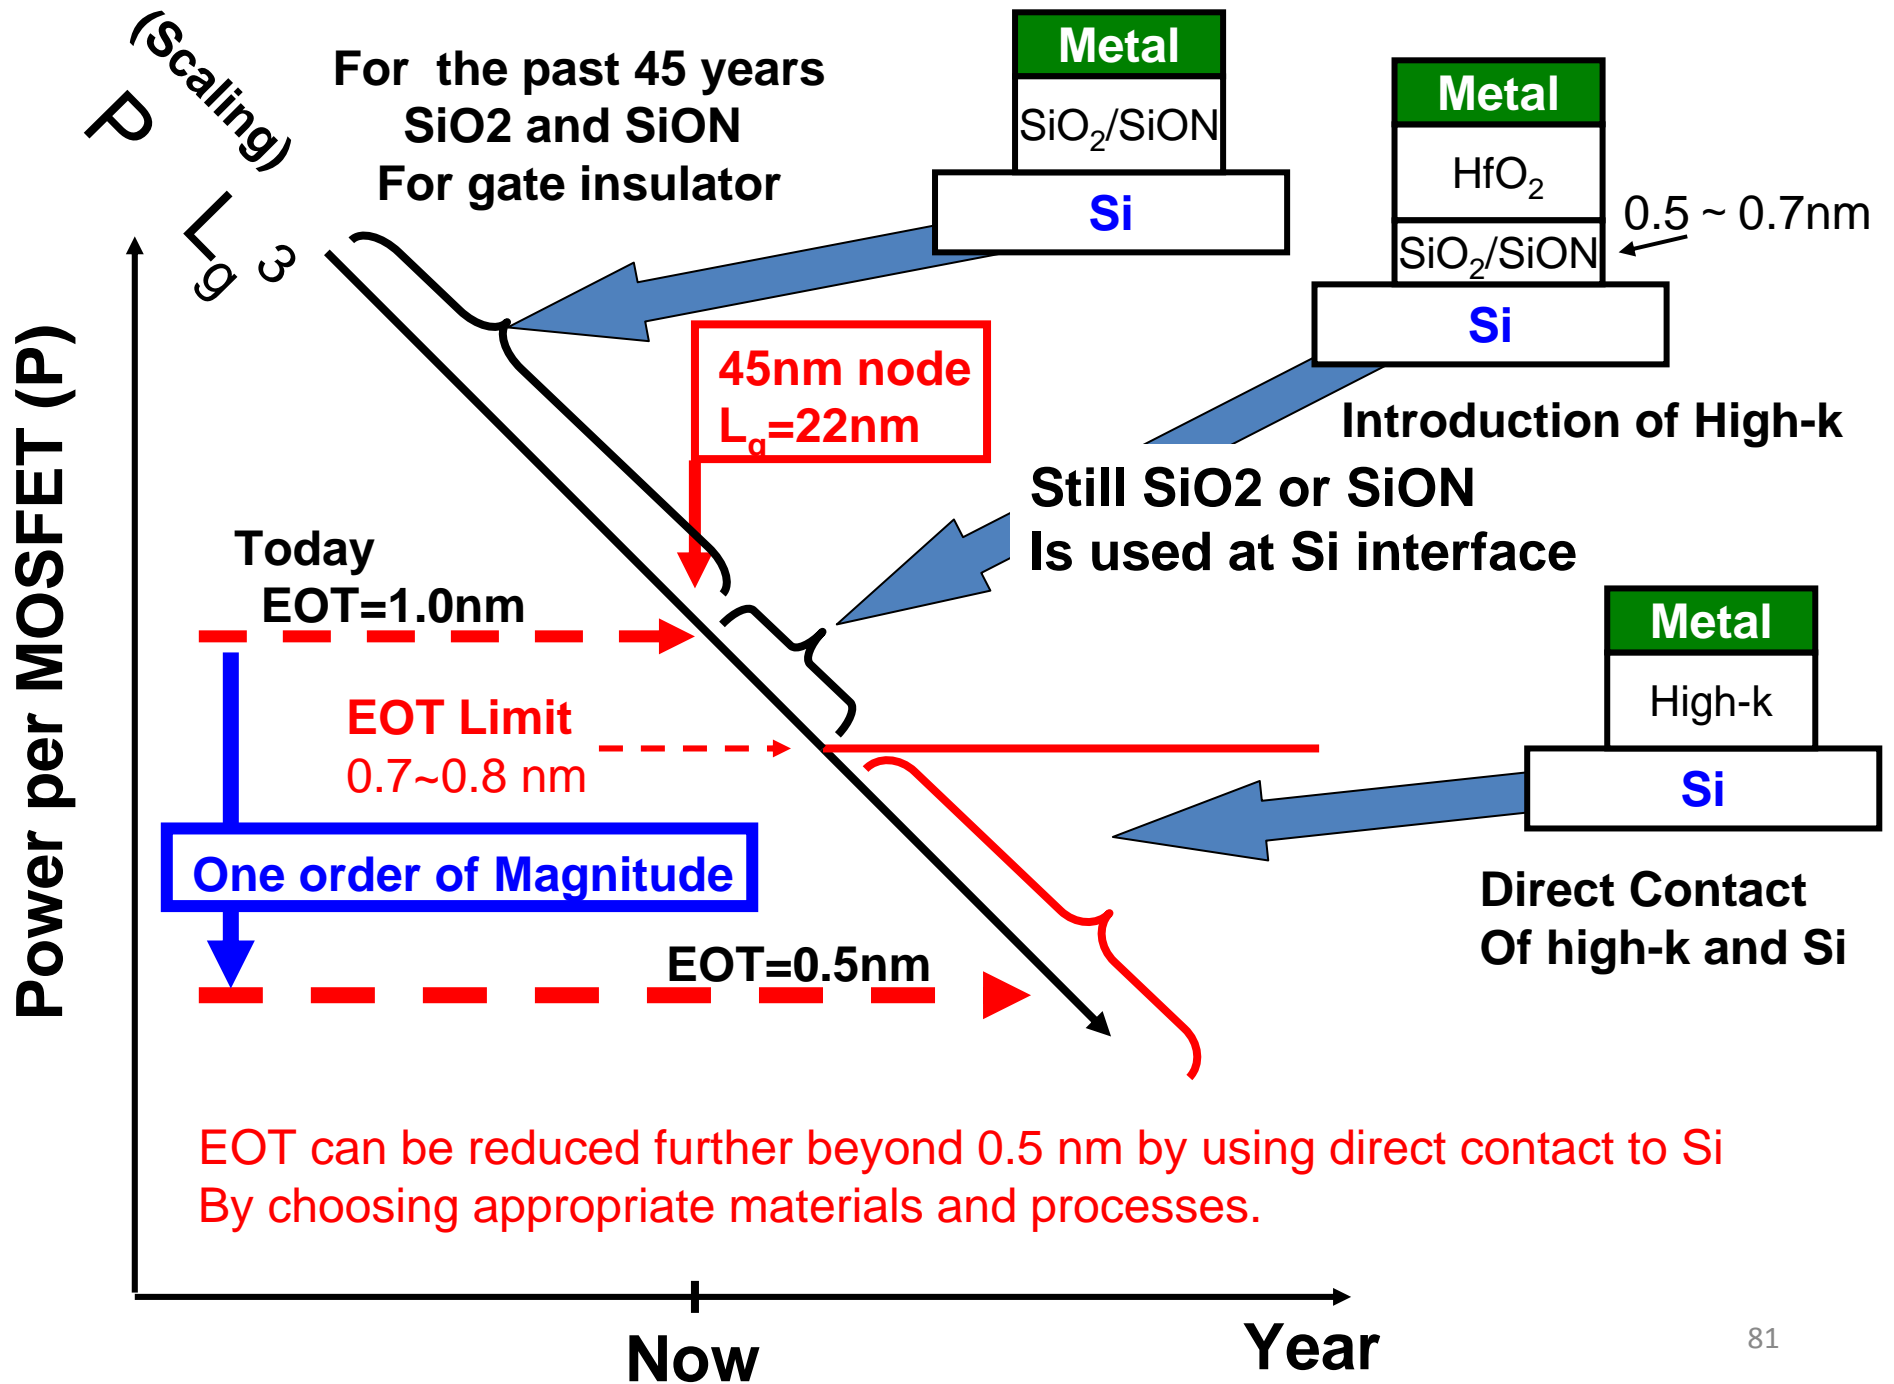 (Scaling)
P
Lg 3
For the past 45 years
SiO2 and SiON
For gate insulator
Metal
SiO2/SiON
Si
Metal
HfO2
SiO2/SiON
Si
0.5 ~ 0.7nm
Introduction of High-k
Still SiO2 or SiON
Is used at Si interface
45nm node
Lg=22nm
Today
EOT=1.0nm
EOT Limit
0.7~0.8 nm
One order of Magnitude
EOT=0.5nm
Metal
High-k
Si
Direct Contact
Of high-k and Si
Power per MOSFET (P)
EOT can be reduced further beyond 0.5 nm by using direct contact to Si
By choosing appropriate materials and processes.
Now
Year
81